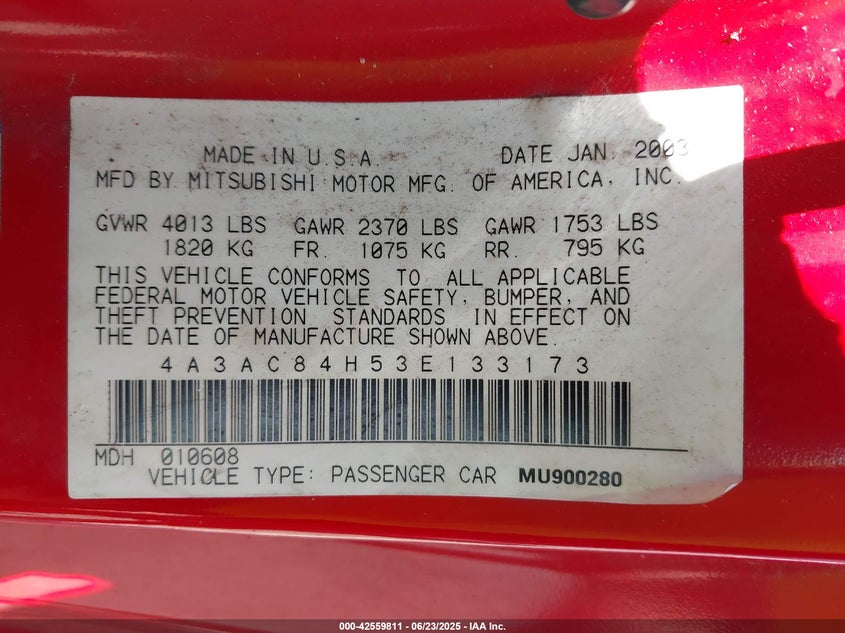 MADE IN U S A DATE JAN. 2003
MFD BY MITSUBISHI MOTOR MFG. OF AMERICA, INC.
GVWR 4013 LBS GAWR 2370 LBS GAWR 1753 LBS
1820 KG FR. 1075 KG RR. 795 KG
THIS VEHICLE CONFORMS TO ALL APPLICABLE
FEDERAL MOTOR VEHICLE SAFETY, BUMPER, AND
THEFT PREVENTION STANDARDS IN EFFECT ON
THE DATE OF MANUFACTURE SHOWN ABOVE.
4A3AC84H53E133173
MDH 010608
VEHICLE TYPE: PASSENGER CAR MU900280
000-42559811 - 06/23/2025 - IAA Inc.